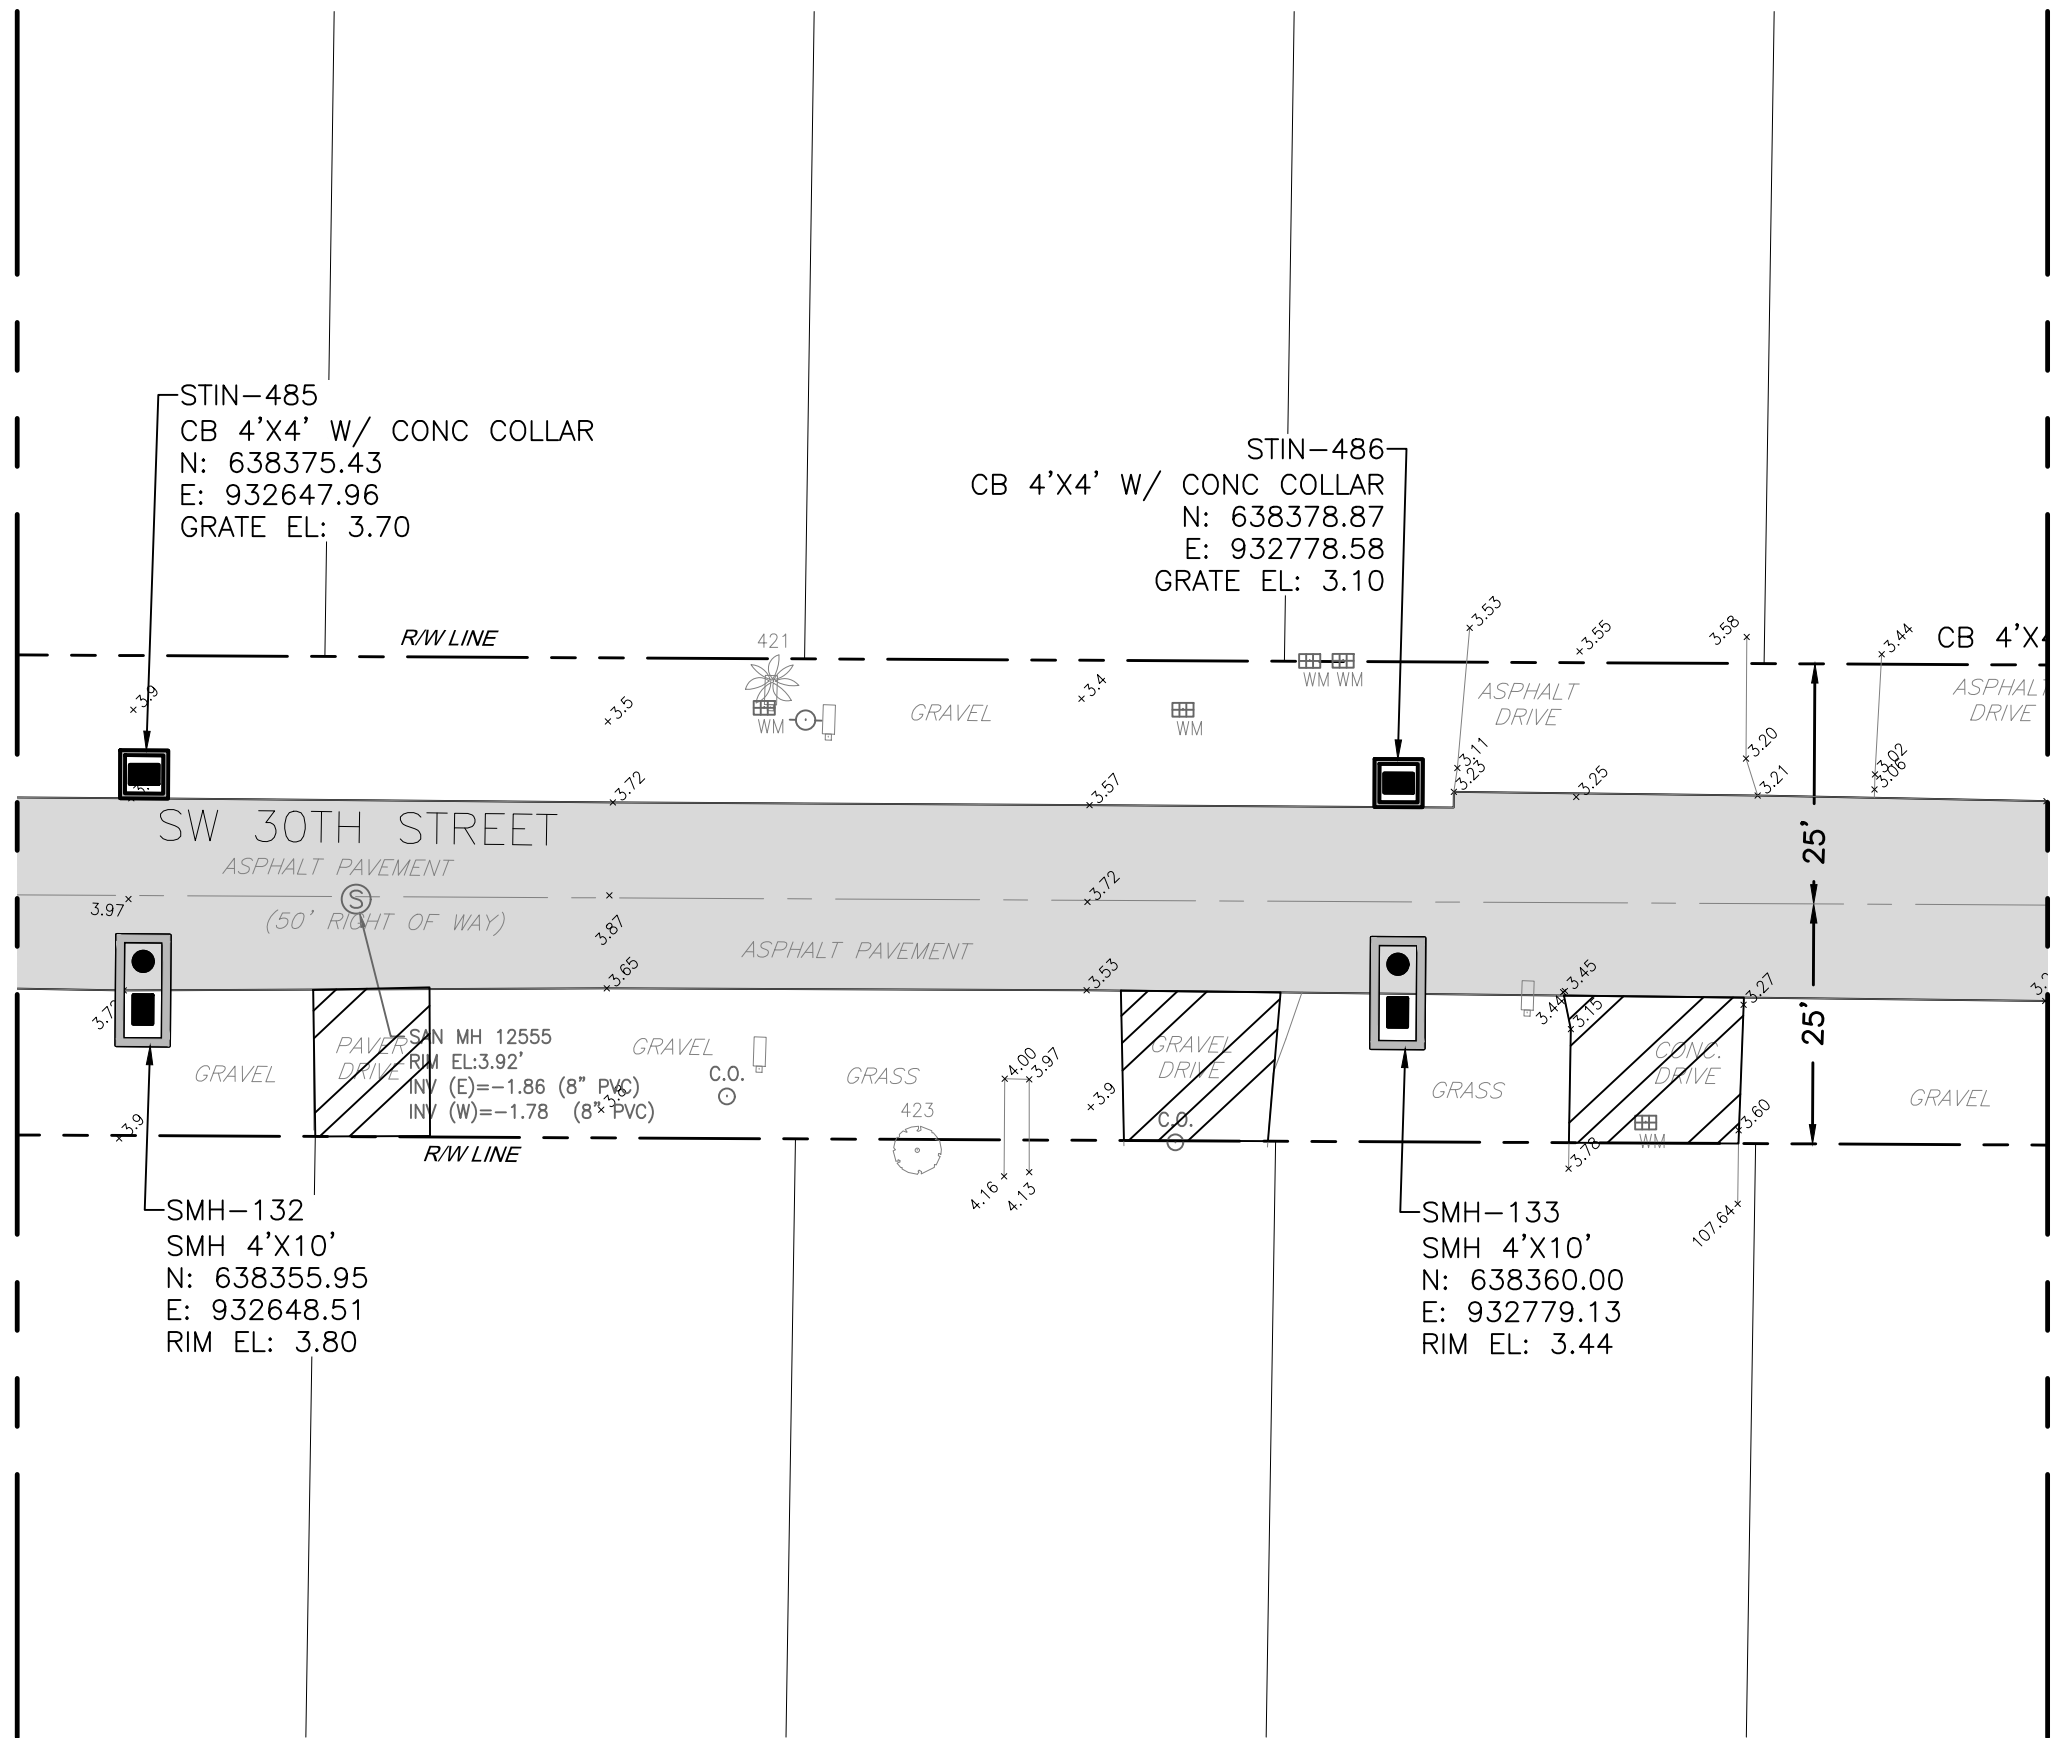 STIN-485
CB 4'X4' W/ CONC COLLAR
N: 638375.43
E: 932647.96
GRATE EL: 3.70
STIN-486
CB 4'X4' W/ CONC COLLAR
N: 638378.87
E: 932778.58
GRATE EL: 3.10
R/W LINE
421
+3.53
+3.55
3.58
+3.44
CB 4'X4
+3.9
+3.5
WM
GRAVEL
+3.4
WM
WM WM
ASPHALT
DRIVE
ASPHALT
DRIVE
3.11
3.23
3.25
3.20
3.21
3.02
3.06
3.72
3.57
SW 30TH STREET
ASPHALT PAVEMENT
25'
3.97
S
(50' RIGHT OF WAY)
3.87
3.72
ASPHALT PAVEMENT
3.65
3.53
3.45
3.44
3.15
3.27
25'
GRAVEL
PAVER
DRIVE
SAN MH 12555
RIM EL:3.92'
INV (E)=-1.86 (8" PVC)
INV (W)=-1.78 (8" PVC)
+3.8
GRAVEL
C.O.
GRASS
423
4.00
3.97
+3.9
GRAVEL
DRIVE
C.O.
GRASS
CONC.
DRIVE
WM
3.60
GRAVEL
+3.9
R/W LINE
4.16
4.13
3.78
107.64+
SMH-132
SMH 4'X10'
N: 638355.95
E: 932648.51
RIM EL: 3.80
SMH-133
SMH 4'X10'
N: 638360.00
E: 932779.13
RIM EL: 3.44